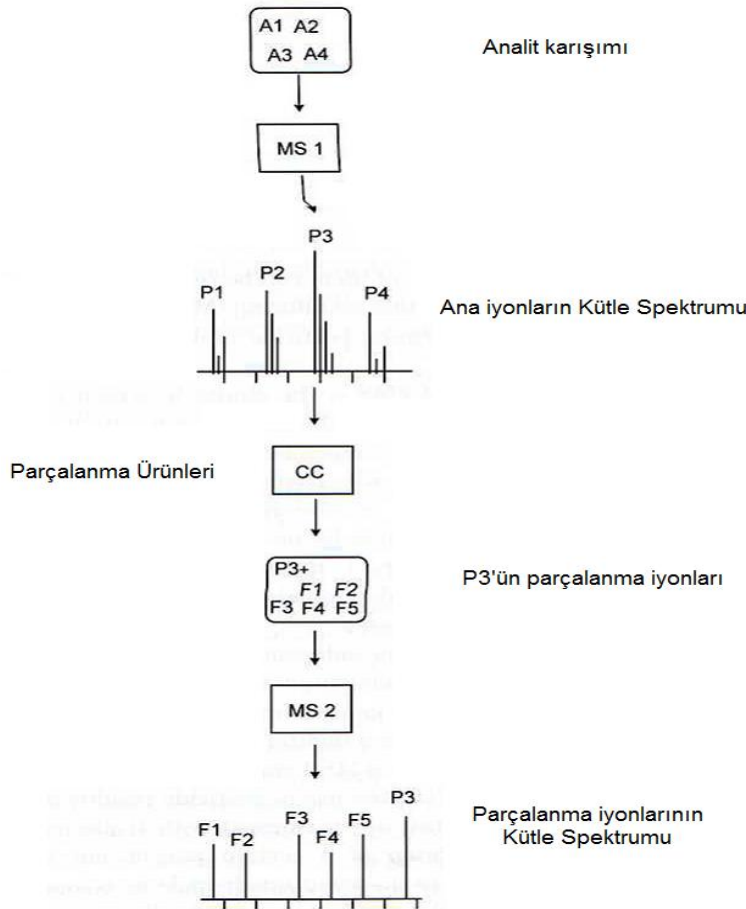 A1 A2
A3 A4
Analit karışımı
MS 1
P1 P2 P3 P4
Ana iyonların Kütle Spektrumu
Parçalanma Ürünleri
CC
P3+
F1 F2
F3 F4 F5
P3'ün parçalanma iyonları
MS 2
F1 F2 F3 F4 F5 P3
Parçalanma iyonlarının
Kütle Spektrumu